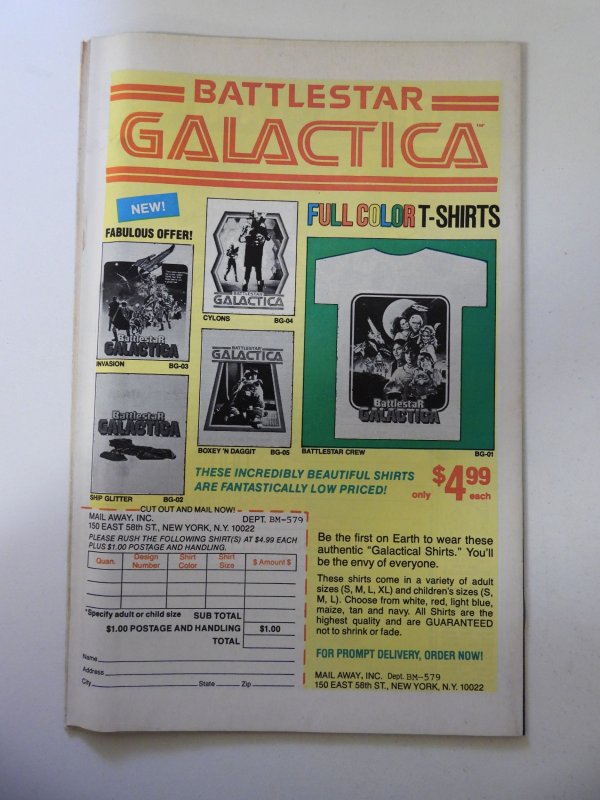 BATTLESTAR
GALACTICA™
NEW!
FABULOUS OFFER!
FULL COLOR T-SHIRTS
BATTLESTAR
GALACTICA
CYLONS BG-04
BattlestaR
GALACTICA
INVASION BG-03
BATTLESTAR
GALACTICA
BOXEY 'N DAGGIT BG-05
BattlestaR
GALACTICA
BATTLESTAR CREW BG-01
BattlestaR
GALACTICA
SHIP GLITTER BG-02
THESE INCREDIBLY BEAUTIFUL SHIRTS
ARE FANTASTICALLY LOW PRICED!
only $4.99 each
CUT OUT AND MAIL NOW!
MAIL AWAY, INC. DEPT. BM-579
150 EAST 58th ST., NEW YORK, N.Y. 10022
PLEASE RUSH THE FOLLOWING SHIRT(S) AT $4.99 EACH
PLUS $1.00 POSTAGE AND HANDLING.
Quan. Design Number Shirt Color Shirt Size $ Amount $
*Specify adult or child size SUB TOTAL
$1.00 POSTAGE AND HANDLING $1.00
TOTAL
Name
Address
City State Zip
Be the first on Earth to wear these
authentic "Galactical Shirts." You'll
be the envy of everyone.
These shirts come in a variety of adult
sizes (S, M, L, XL) and children's sizes (S,
M, L). Choose from white, red, light blue,
maize, tan and navy. All Shirts are the
highest quality and are GUARANTEED
not to shrink or fade.
FOR PROMPT DELIVERY, ORDER NOW!
MAIL AWAY, INC. Dept. BM-579
150 EAST 58th ST., NEW YORK, N.Y. 10022